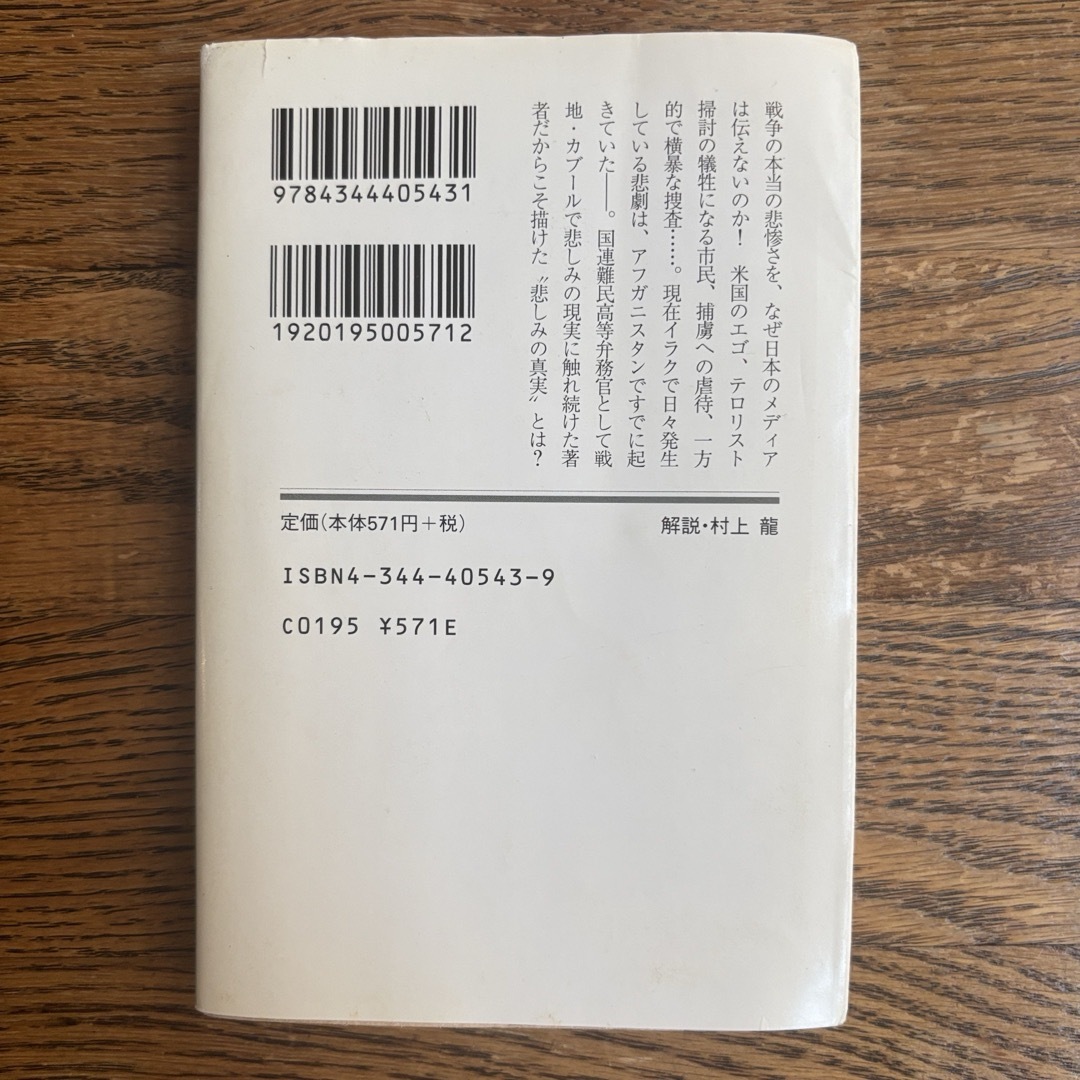 戦争の本当の悲惨さを、なぜ日本のメディア
は伝えないのか！　米国のエゴ、テロリスト
掃討の犠牲になる市民、捕虜への虐待、一方
的で横暴な捜査……。現在イラクで日々発生
している悲劇は、アフガニスタンですでに起
きていた――。国連難民高等弁務官として戦
地・カブールで悲しみの現実に触れ続けた著
者だからこそ描けた〝悲しみの真実〟とは？
9784344405431
1920195005712
定価(本体571円＋税)
解説・村上 龍
ISBN4-344-40543-9
C0195 ¥571E